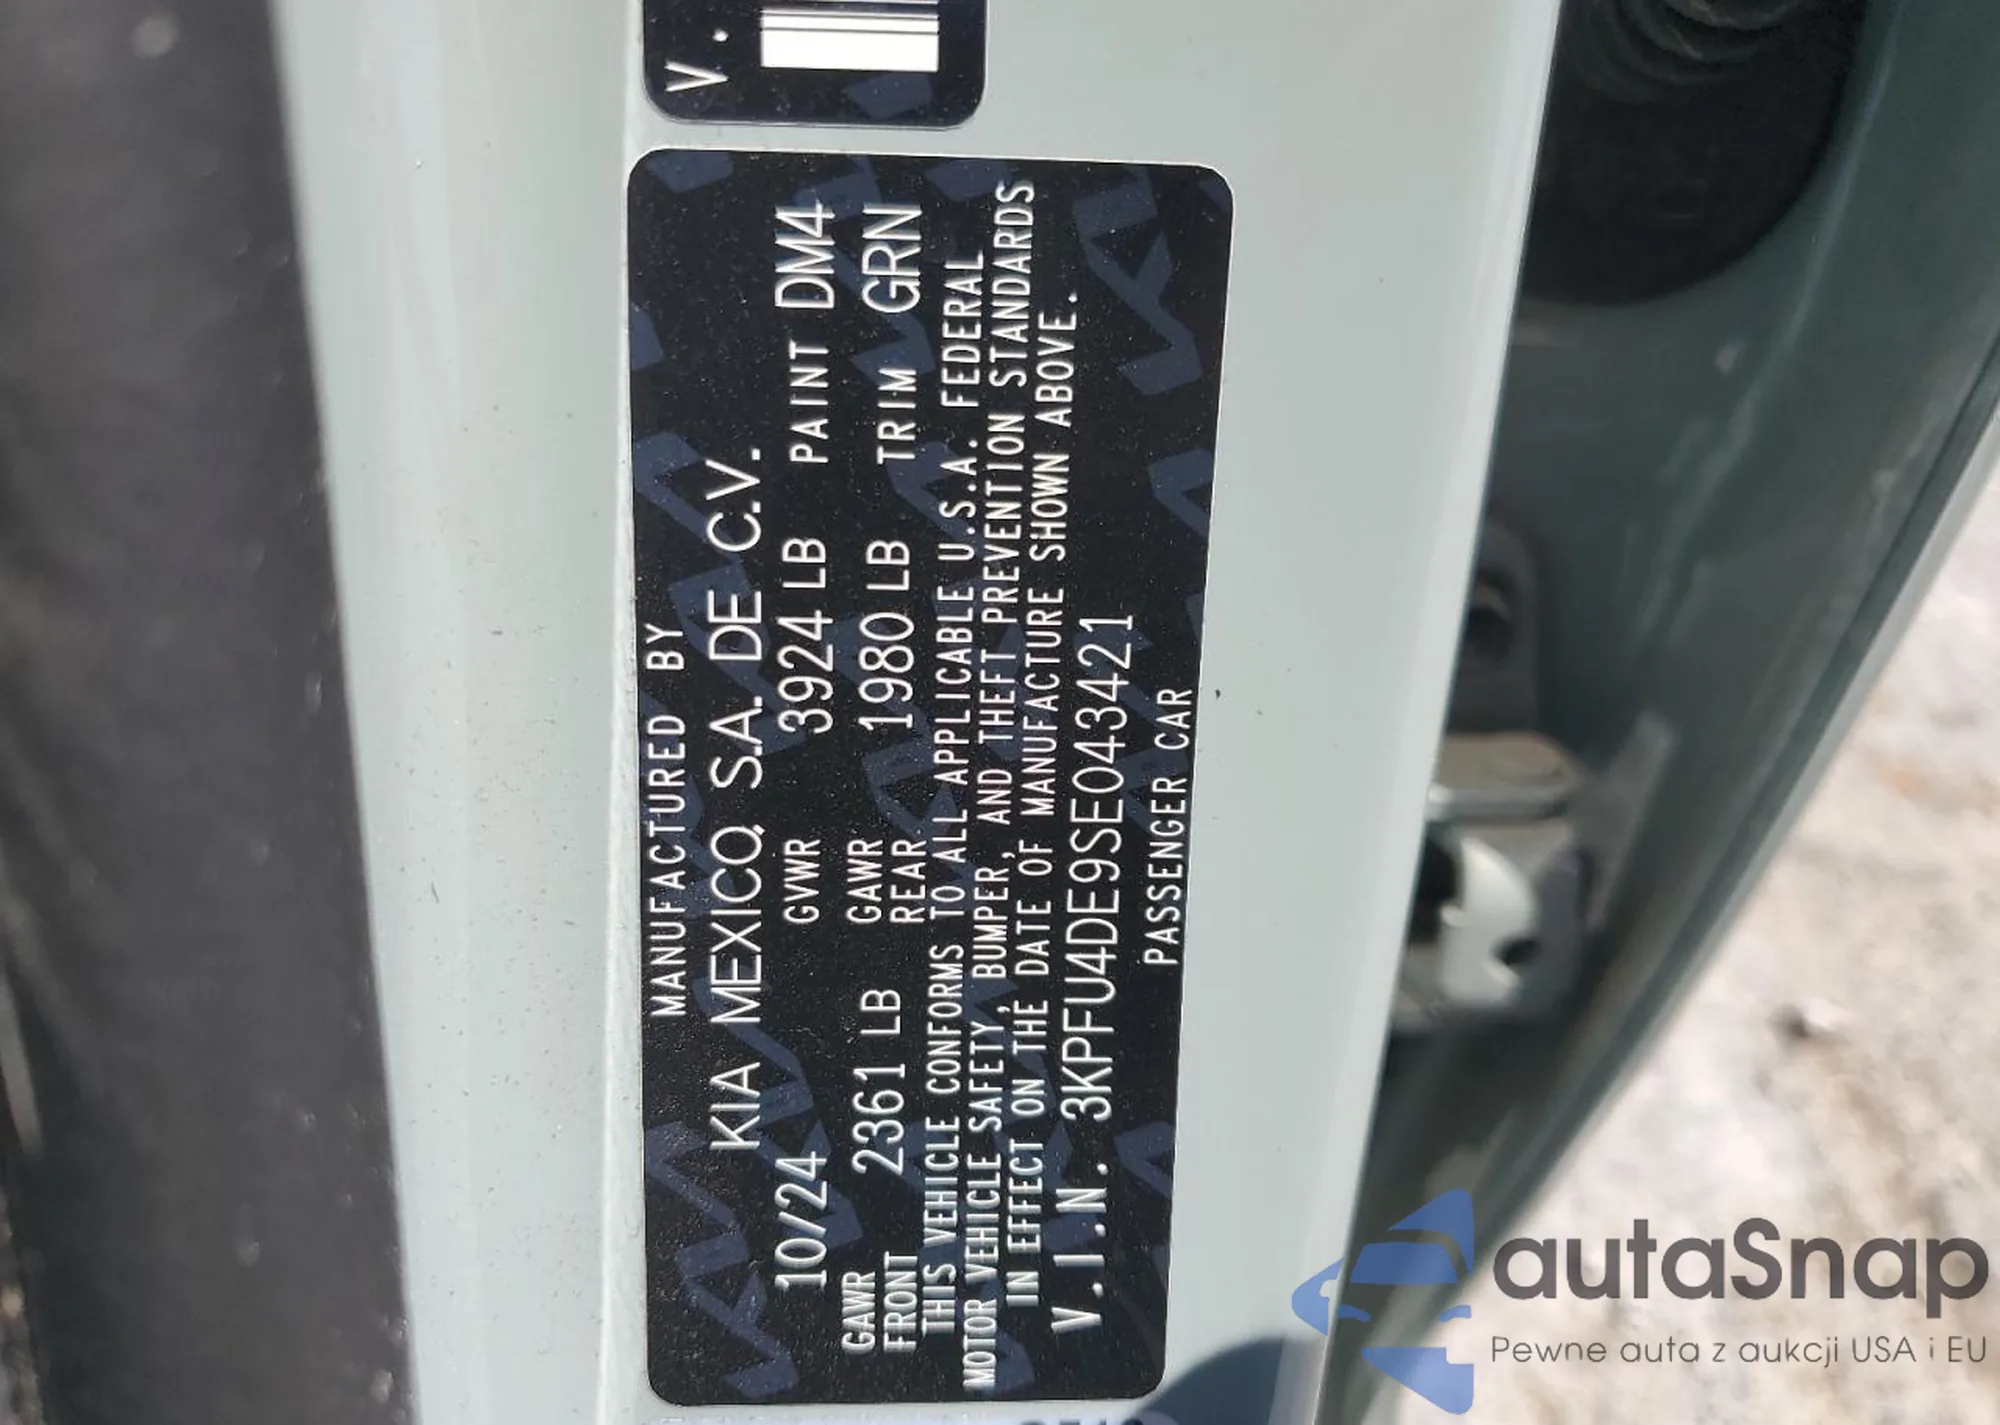 V.
MANUFACTURED BY
KIA MEXICO, S.A. DE C.V.
10/24 GVWR 3924 LB PAINT DM4
GAWR FRONT 2361 LB GAWR REAR 1980 LB TRIM GRN
THIS VEHICLE CONFORMS TO ALL APPLICABLE U.S.A. FEDERAL
MOTOR VEHICLE SAFETY, BUMPER, AND THEFT PREVENTION STANDARDS
IN EFFECT ON THE DATE OF MANUFACTURE SHOWN ABOVE.
V.I.N. 3KPFU4DE9SE043421
PASSENGER CAR
autaSnap
Pewne auta z aukcji USA i EU